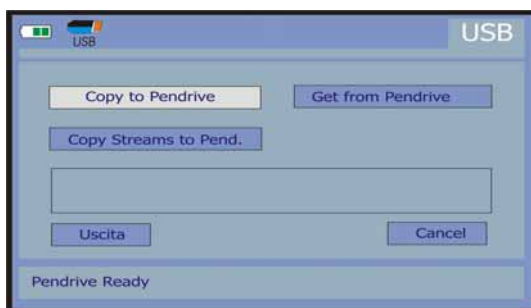 USB
USB
Copy to Pendrive
Get from Pendrive
Copy Streams to Pend.
Uscita
Cancel
Pendrive Ready